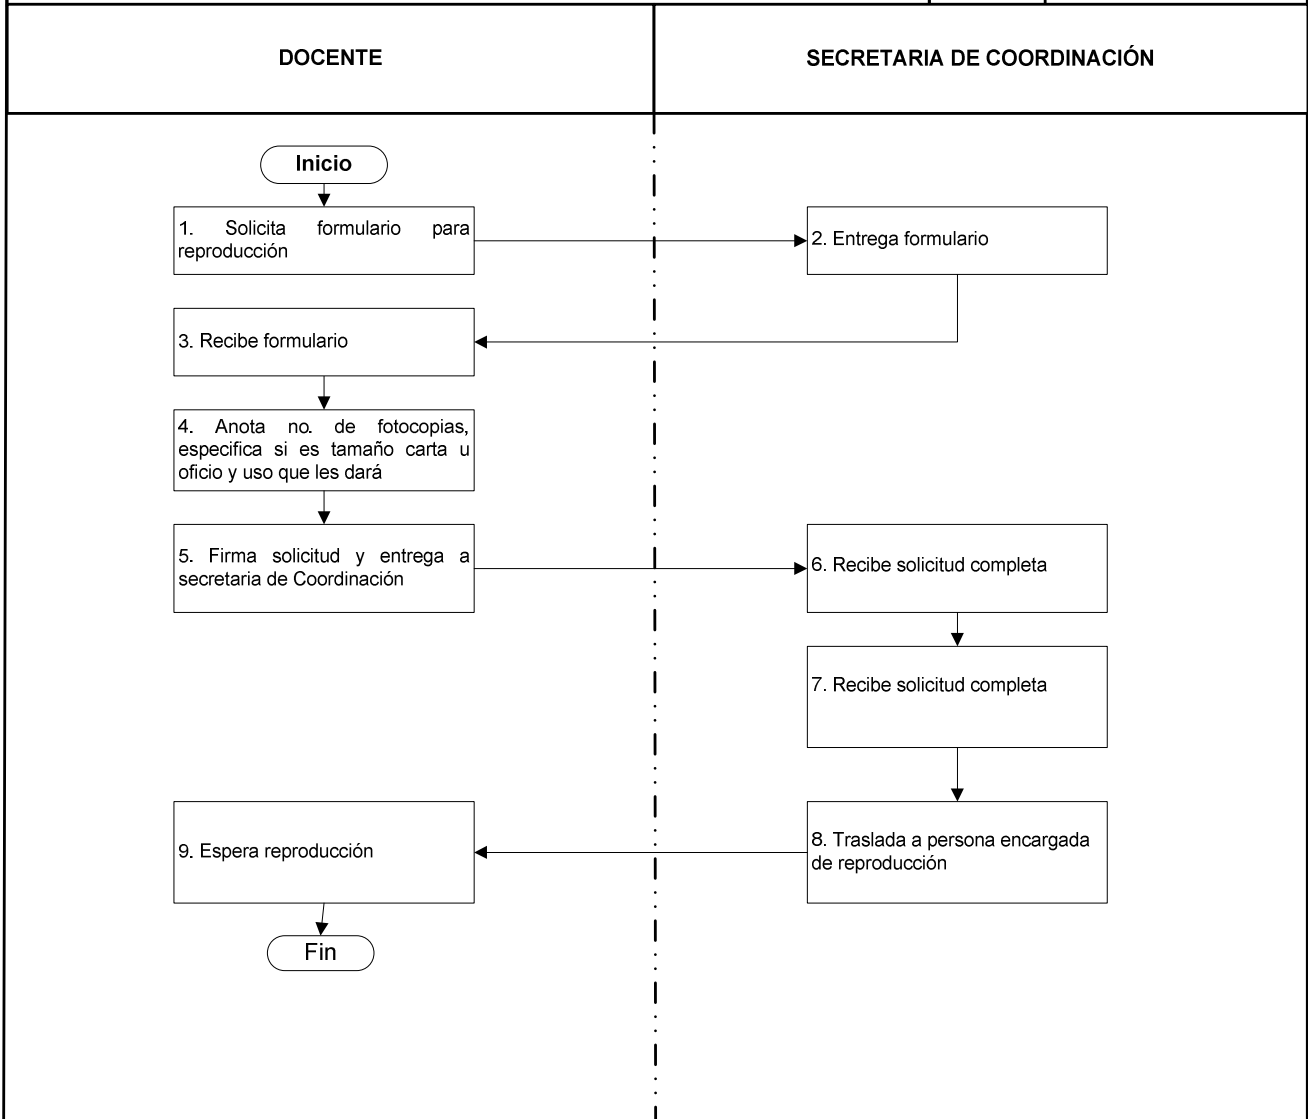 DOCENTE
SECRETARIA DE COORDINACIÓN
Inicio
1. Solicita formulario para
reproducción
2. Entrega formulario
3. Recibe formulario
4. Anota no. de fotocopias,
especifica si es tamaño carta u
oficio y uso que les dará
5. Firma solicitud y entrega a
secretaria de Coordinación
6. Recibe solicitud completa
7. Recibe solicitud completa
8. Traslada a persona encargada
de reproducción
9. Espera reproducción
Fin